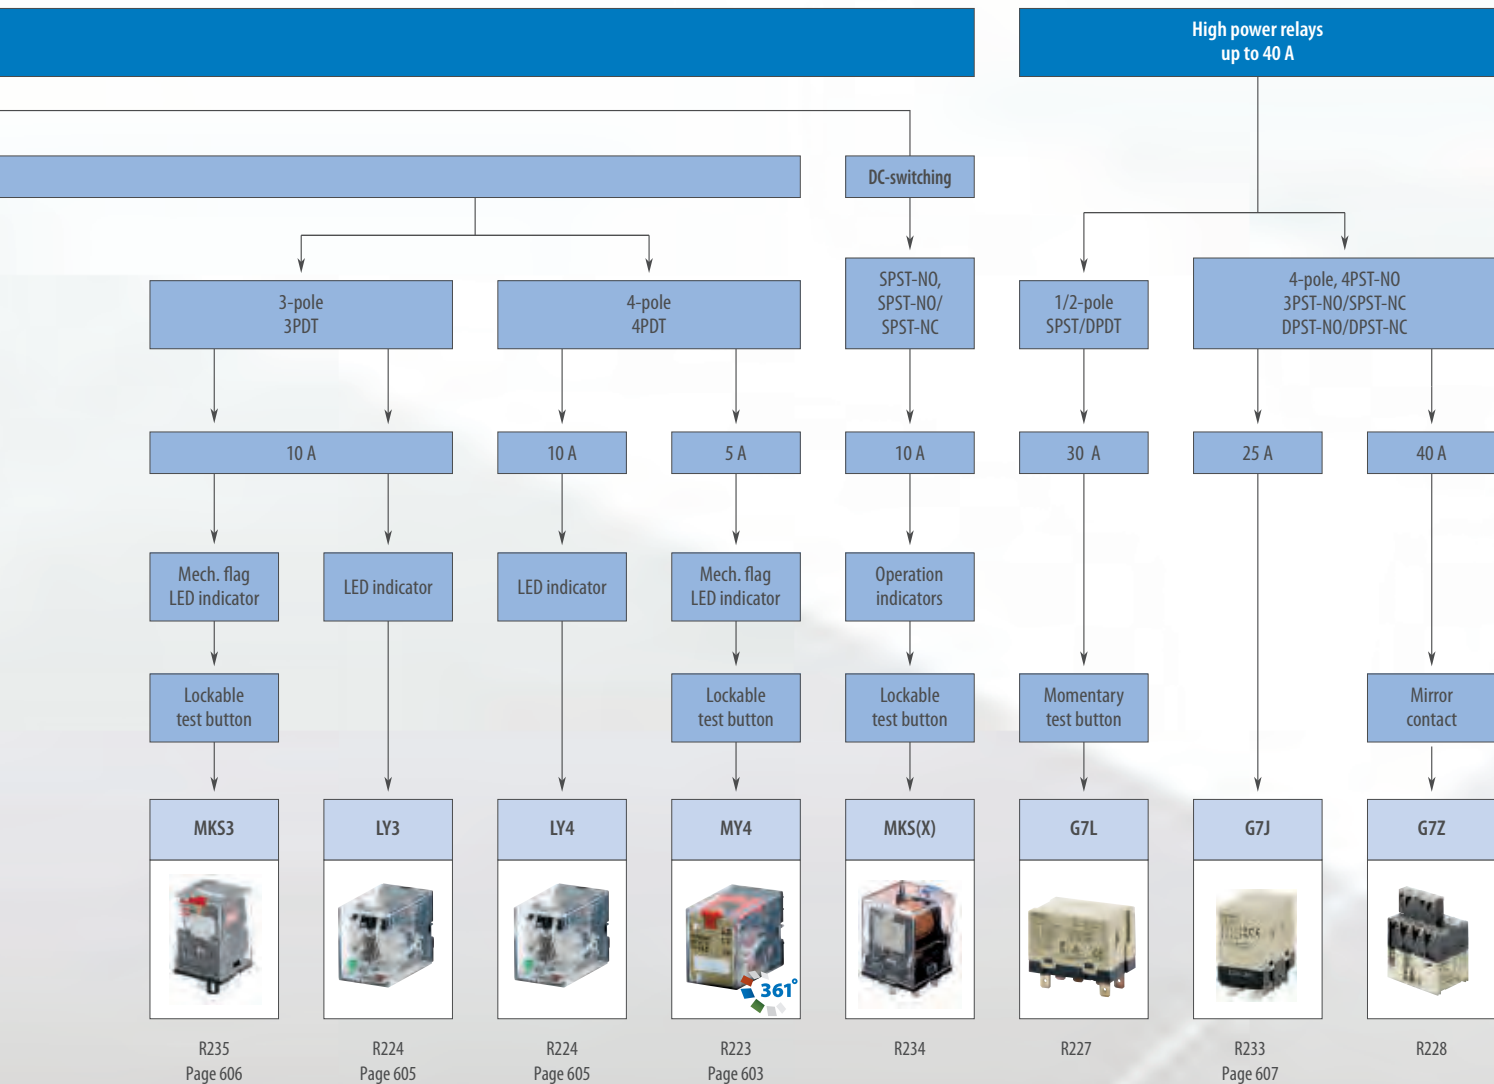 High power relays
up to 40 A
DC-switching
3-pole
3PDT
4-pole
4PDT
SPST-NO,
SPST-NO/
SPST-NC
1/2-pole
SPST/DPDT
4-pole, 4PST-NO
3PST-NO/SPST-NC
DPST-NO/DPST-NC
10 A
10 A
5 A
10 A
30 A
25 A
40 A
Mech. flag
LED indicator
LED indicator
LED indicator
Mech. flag
LED indicator
Operation
indicators
Lockable
test button
Lockable
test button
Lockable
test button
Momentary
test button
Mirror
contact
MKS3
LY3
LY4
MY4
MKS(X)
G7L
G7J
G7Z
361°
R235
Page 606
R224
Page 605
R224
Page 605
R223
Page 603
R234
R227
R233
Page 607
R228